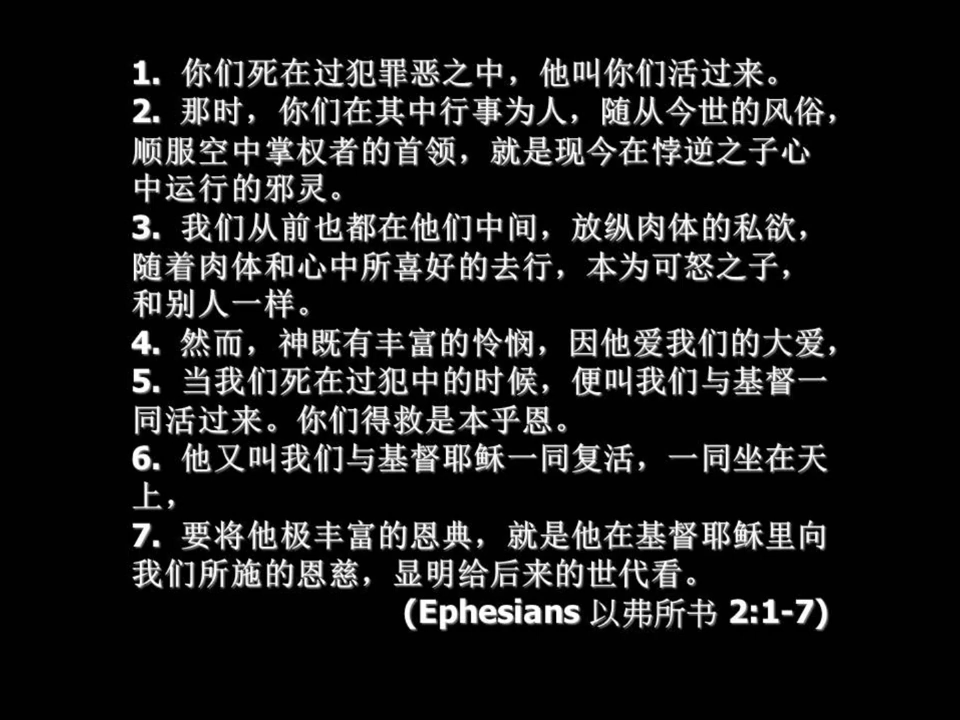 1. 你们死在过犯罪恶之中，他叫你们活过来。
2. 那时，你们在其中行事为人，随从今世的风俗，
顺服空中掌权者的首领，就是现今在悖逆之子心
中运行的邪灵。
3. 我们从前也都在他们中间，放纵肉体的私欲，
随着肉体和心中所喜好的去行，本为可怒之子，
和别人一样。
4. 然而，神既有丰富的怜悯，因他爱我们的大爱，
5. 当我们死在过犯中的时候，便叫我们与基督一
同活过来。你们得救是本乎恩。
6. 他又叫我们与基督耶稣一同复活，一同坐在天
上，
7. 要将他极丰富的恩典，就是他在基督耶稣里向
我们所施的恩慈，显明给后来的世代看。
(Ephesians 以弗所书 2:1-7)